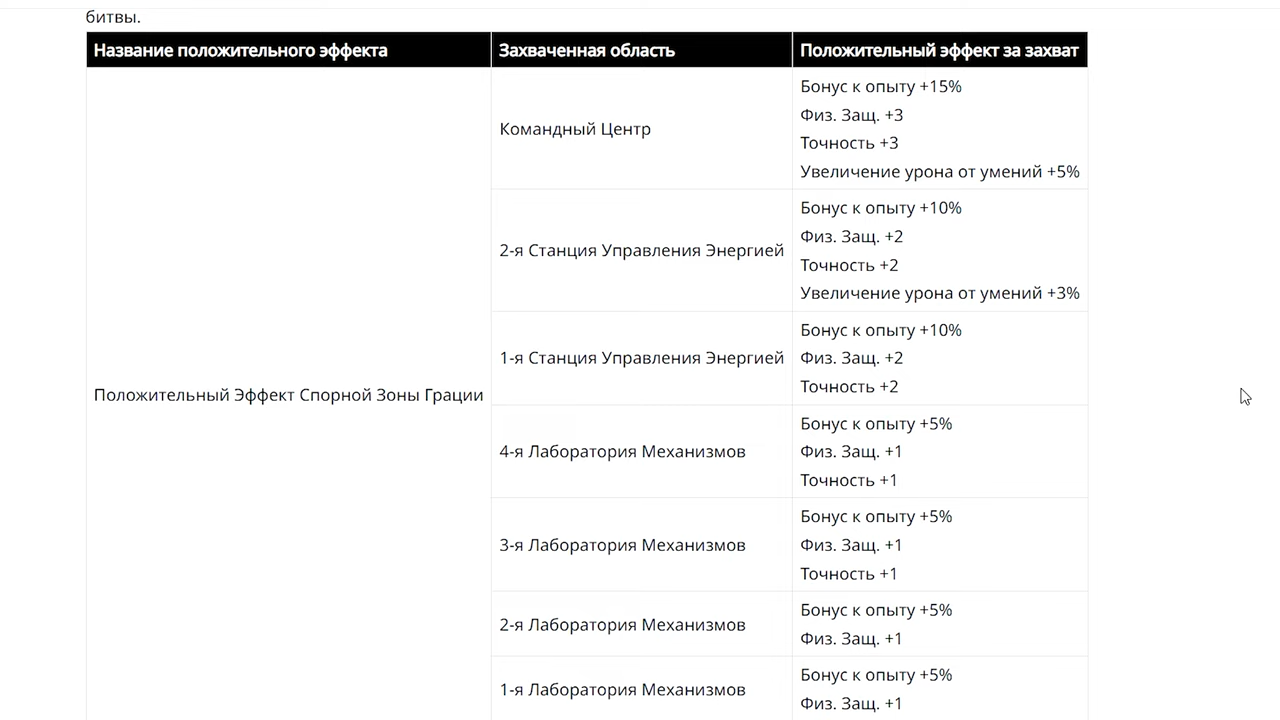 битвы.
Название положительного эффекта
Захваченная область
Положительный эффект за захват
Положительный Эффект Спорной Зоны Грации
Командный Центр
Бонус к опыту +15%
Физ. Защ. +3
Точность +3
Увеличение урона от умений +5%
2-я Станция Управления Энергией
Бонус к опыту +10%
Физ. Защ. +2
Точность +2
Увеличение урона от умений +3%
1-я Станция Управления Энергией
Бонус к опыту +10%
Физ. Защ. +2
Точность +2
4-я Лаборатория Механизмов
Бонус к опыту +5%
Физ. Защ. +1
Точность +1
3-я Лаборатория Механизмов
Бонус к опыту +5%
Физ. Защ. +1
Точность +1
2-я Лаборатория Механизмов
Бонус к опыту +5%
Физ. Защ. +1
1-я Лаборатория Механизмов
Бонус к опыту +5%
Физ. Защ. +1